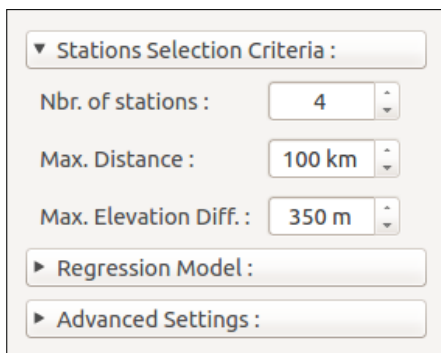 Stations Selection Criteria :
Nbr. of stations : 4
Max. Distance : 100 km
Max. Elevation Diff. : 350 m
Regression Model :
Advanced Settings :